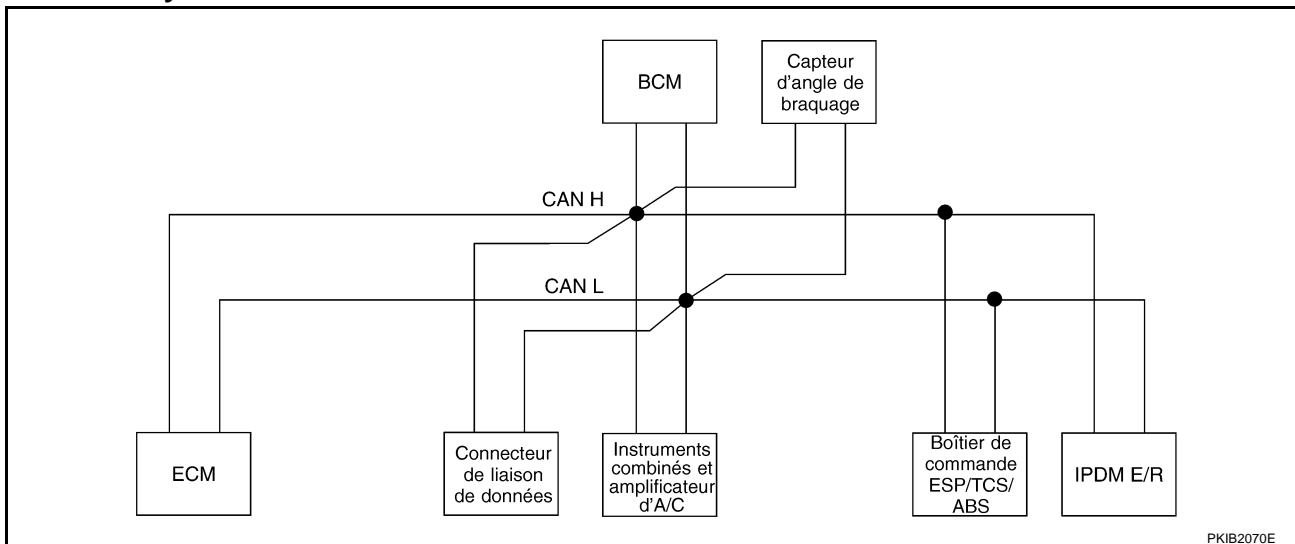 BCM
Capteur
d'angle de
braquage
CAN H
CAN L
ECM
Connecteur
de liaison
de données
Instruments
combinés et
amplificateur
d'A/C
Boîtier de
commande
ESP/TCS/
ABS
IPDM E/R
PKIB2070E